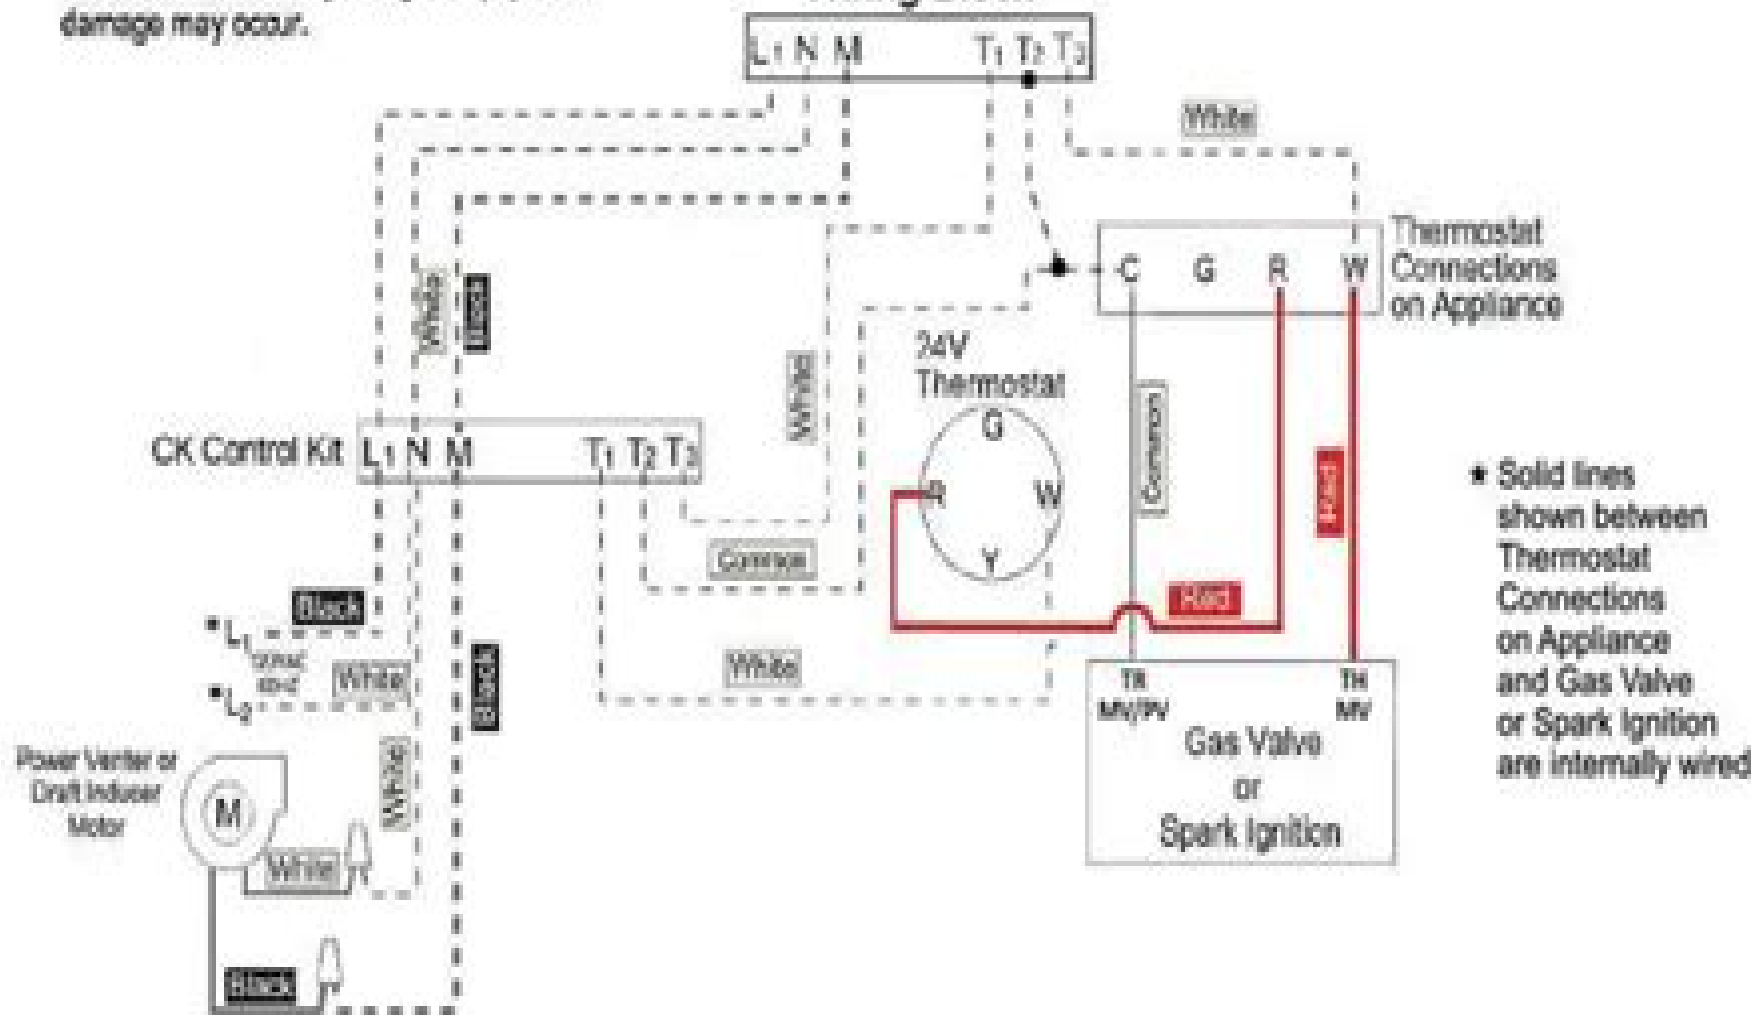 damage may occur.
L1 N M T1 T2 T3
White
Thermostat
Connections
on Appliance
C G R W
White
Black
White
24V
Thermostat
G
R W
Y
Common
Red
CK Control Kit
L1 N M T1 T2 T3
Common
Red
White
Black
L1
White
L2
Black
White
Power Venter or
Draft Inducer
Motor
M
White
Black
TR
MV/PV
TH
MV
Gas Valve
or
Spark Ignition
* Solid lines
shown between
Thermostat
Connections
on Appliance
and Gas Valve
or Spark Ignition
are internally wired